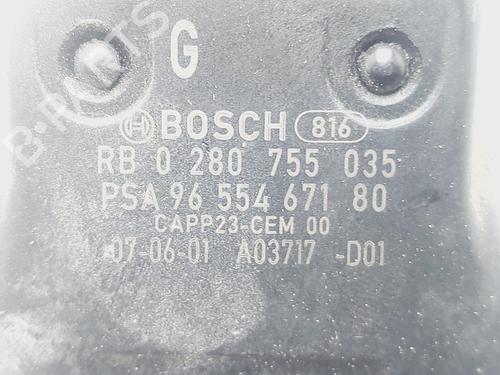 G
BOSCH 816
RB 0 280 755 035
PSA 96 554 671 80
CAPP23-CEM 00
07-06-01 A03717 -D01
B-PARTS